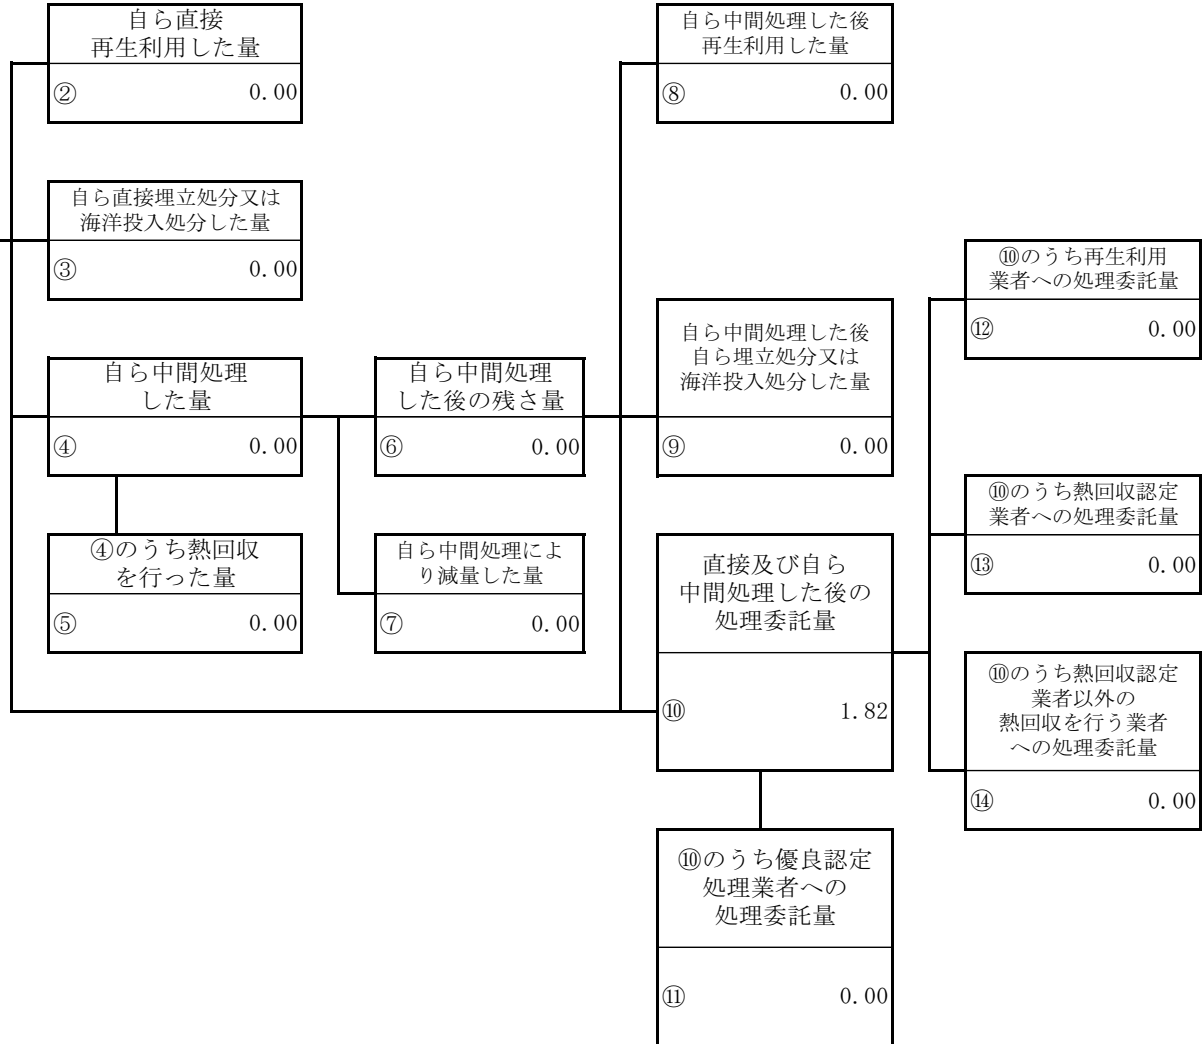 自ら直接
再生利用した量
② 0.00
自ら中間処理した後
再生利用した量
⑧ 0.00
自ら直接埋立処分又は
海洋投入処分した量
③ 0.00
⑩のうち再生利用
業者への処理委託量
⑫ 0.00
自ら中間処理した後
自ら埋立処分又は
海洋投入処分した量
⑨ 0.00
自ら中間処理
した量
④ 0.00
自ら中間処理
した後の残さ量
⑥ 0.00
⑩のうち熱回収認定
業者への処理委託量
⑬ 0.00
④のうち熱回収
を行った量
⑤ 0.00
自ら中間処理によ
り減量した量
⑦ 0.00
直接及び自ら
中間処理した後の
処理委託量
⑩ 1.82
⑩のうち熱回収認定
業者以外の
熱回収を行う業者
への処理委託量
⑭ 0.00
⑩のうち優良認定
処理業者への
処理委託量
⑪ 0.00